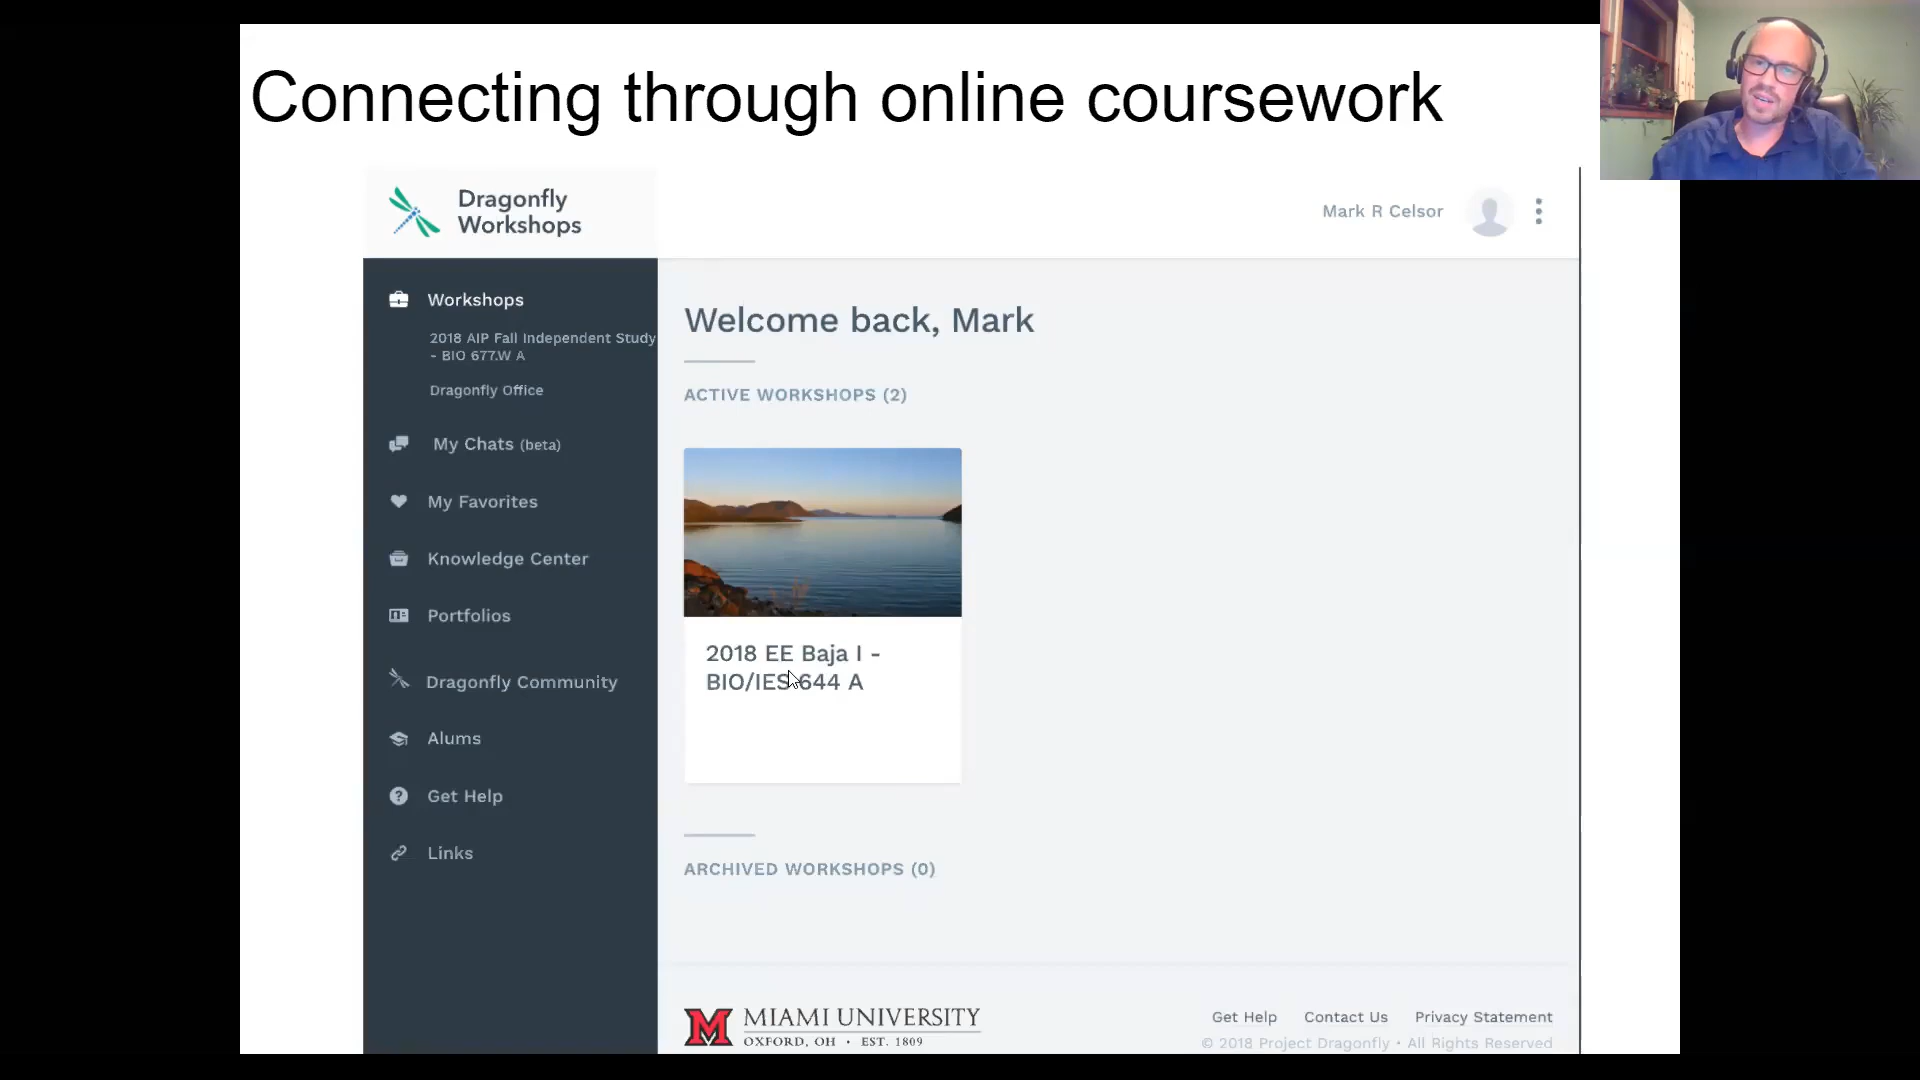 Connecting through online coursework
Dragonfly
Workshops
Mark R Celsor
Workshops
2018 AIP Fall Independent Study
- BIO 677.W A
Dragonfly Office
My Chats (beta)
My Favorites
Knowledge Center
Portfolios
Dragonfly Community
Alums
Get Help
Links
Welcome back, Mark
ACTIVE WORKSHOPS (2)
2018 EE Baja I -
BIO/IES 644 A
ARCHIVED WORKSHOPS (0)
MIAMI UNIVERSITY
OXFORD, OH • EST. 1809
Get Help Contact Us Privacy Statement
© 2018 Project Dragonfly • All Rights Reserved